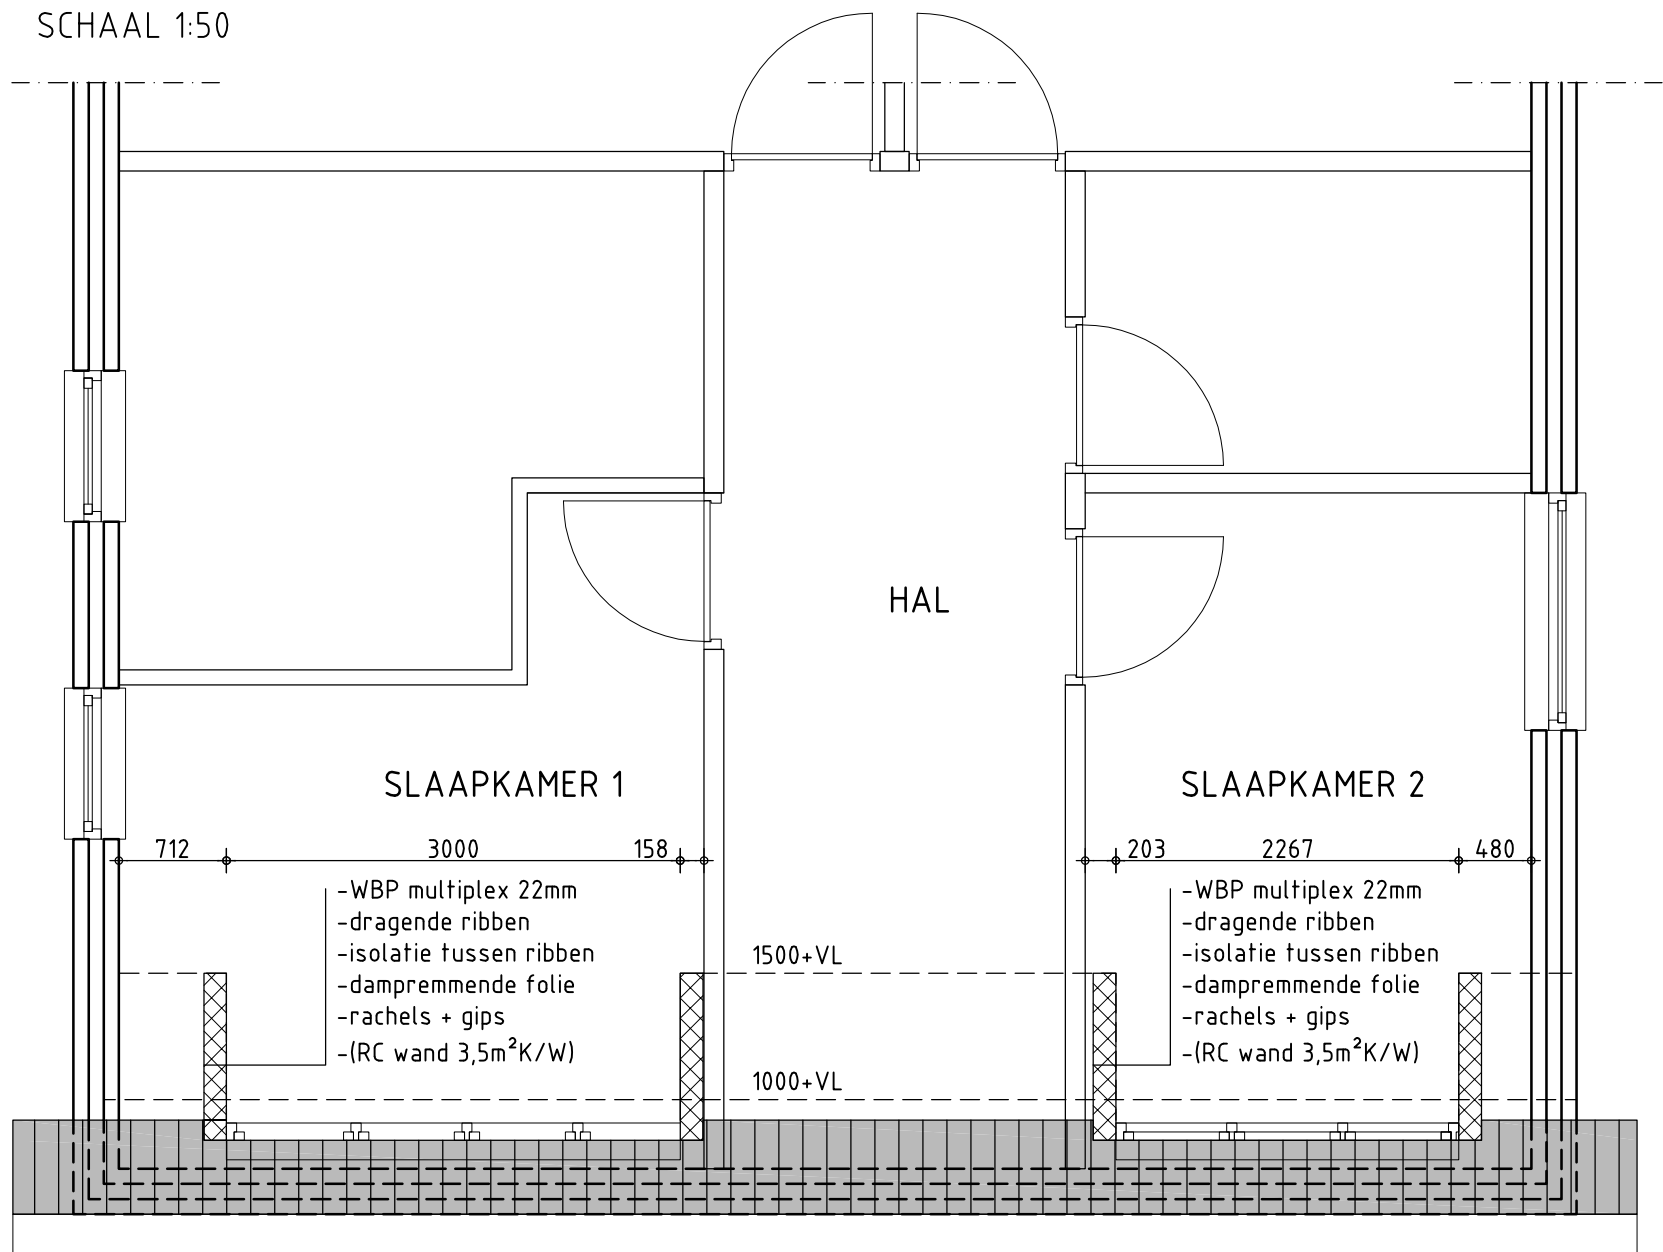 SCHAAL 1:50
HAL
SLAAPKAMER 1
SLAAPKAMER 2
712
3000
158
203
2267
480
-WBP multiplex 22mm
-dragende ribben
-isolatie tussen ribben
-dampremmende folie
-rachels + gips
-(RC wand 3,5m²K/W)
1500+VL
1000+VL
-WBP multiplex 22mm
-dragende ribben
-isolatie tussen ribben
-dampremmende folie
-rachels + gips
-(RC wand 3,5m²K/W)